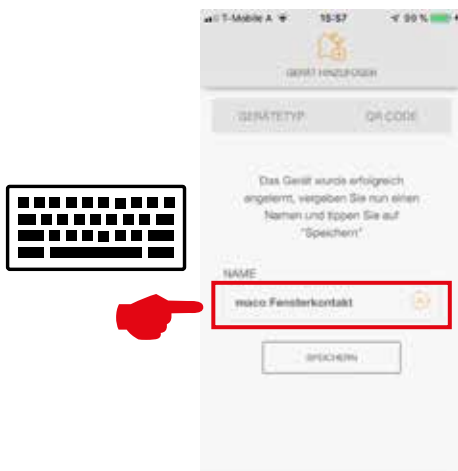 T-Mobile A 15:57 99 %
GERÄT HINZUFÜGEN
GERÄTETYP QR CODE
Das Gerät wurde erfolgreich
angelernt, vergeben Sie nun einen
Namen und tippen Sie auf
"Speichern"
NAME
maco Fensterkontakt
SPEICHERN